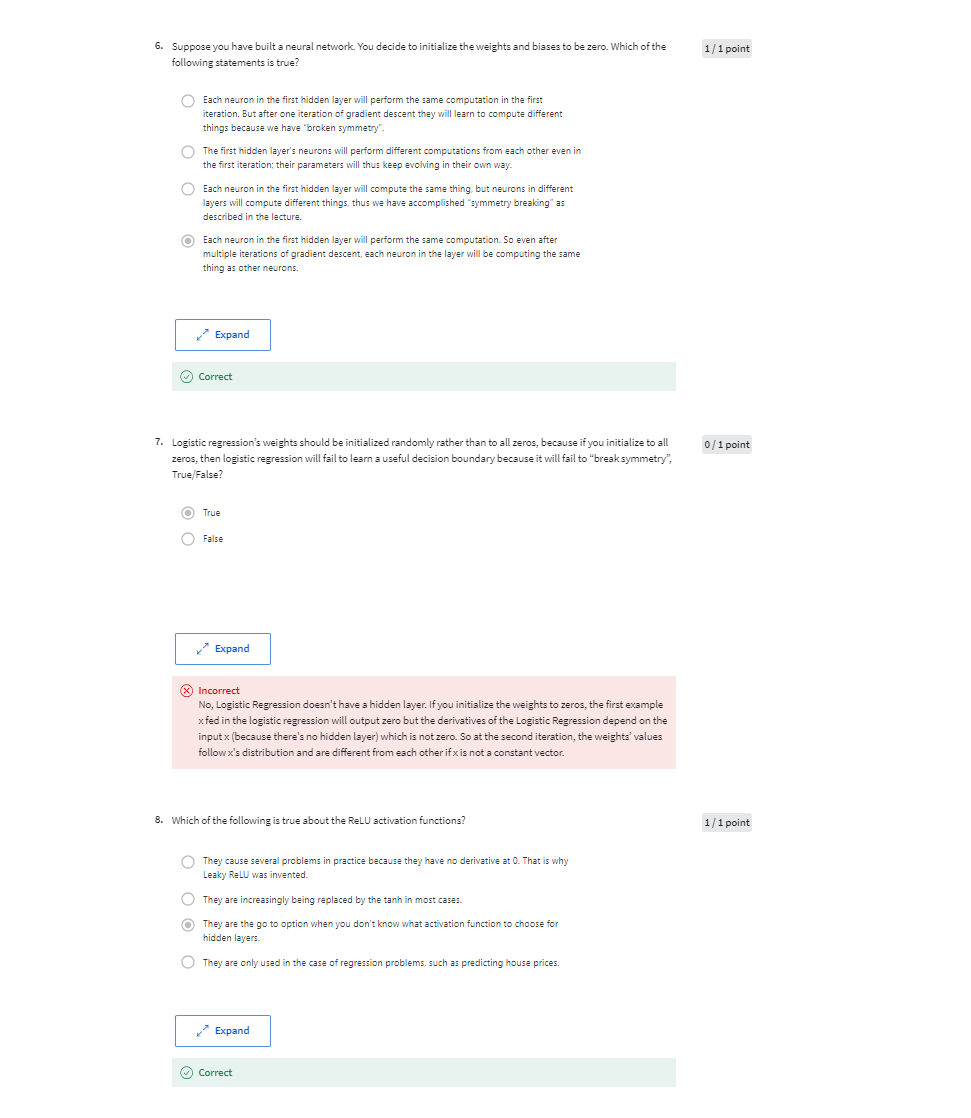 6. Suppose you have built a neural network. You decide to initialize the weights and biases to be zero. Which of the
1 / 1 point
following statements is true?
Each neuron in the first hidden layer will perform the same computation in the first
iteration. But after one iteration of gradient descent they will learn to compute different
things because we have "broken symmetry".
The first hidden layer's neurons will perform different computations from each other even in
the first iteration; their parameters will thus keep evolving in their own way.
Each neuron in the first hidden layer will compute the same thing, but neurons in different
layers will compute different things, thus we have accomplished "symmetry breaking" as
described in the lecture.
Each neuron in the first hidden layer will perform the same computation. So even after
multiple iterations of gradient descent, each neuron in the layer will be computing the same
thing as other neurons.
Expand
Correct
7. Logistic regression's weights should be initialized randomly rather than to all zeros, because if you initialize to all
0 / 1 point
zeros, then logistic regression will fail to learn a useful decision boundary because it will fail to "break symmetry",
True/False?
True
False
Expand
Incorrect
No, Logistic Regression doesn't have a hidden layer. If you initialize the weights to zeros, the first example
x fed in the logistic regression will output zero but the derivatives of the Logistic Regression depend on the
input x (because there's no hidden layer) which is not zero. So at the second iteration, the weights' values
follow x's distribution and are different from each other if x is not a constant vector.
8. Which of the following is true about the ReLU activation functions?
1 / 1 point
They cause several problems in practice because they have no derivative at 0. That is why
Leaky ReLU was invented.
They are increasingly being replaced by the tanh in most cases.
They are the go to option when you don't know what activation function to choose for
hidden layers.
They are only used in the case of regression problems, such as predicting house prices.
Expand
Correct